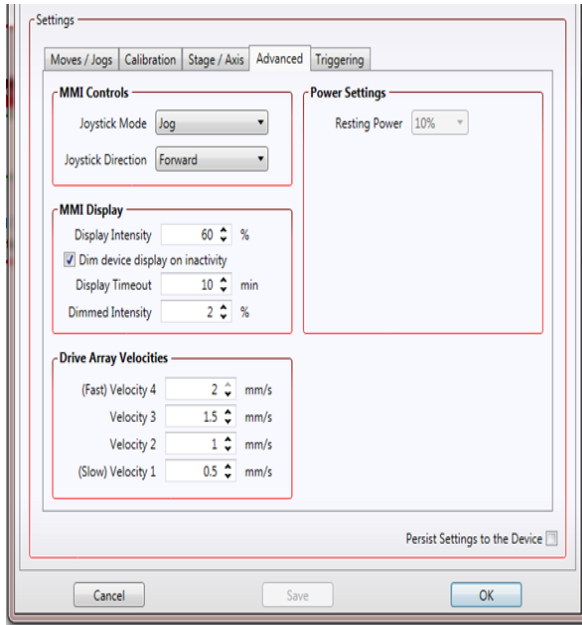 Settings
Moves / Jogs Calibration Stage / Axis Advanced Triggering
MMI Controls
Joystick Mode Jog
Joystick Direction Forward
Power Settings
Resting Power 10%
MMI Display
Display Intensity 60 %
Dim device display on inactivity
Display Timeout 10 min
Dimmed Intensity 2 %
Drive Array Velocities
(Fast) Velocity 4 2 mm/s
Velocity 3 1.5 mm/s
Velocity 2 1 mm/s
(Slow) Velocity 1 0.5 mm/s
Persist Settings to the Device
Cancel Save OK